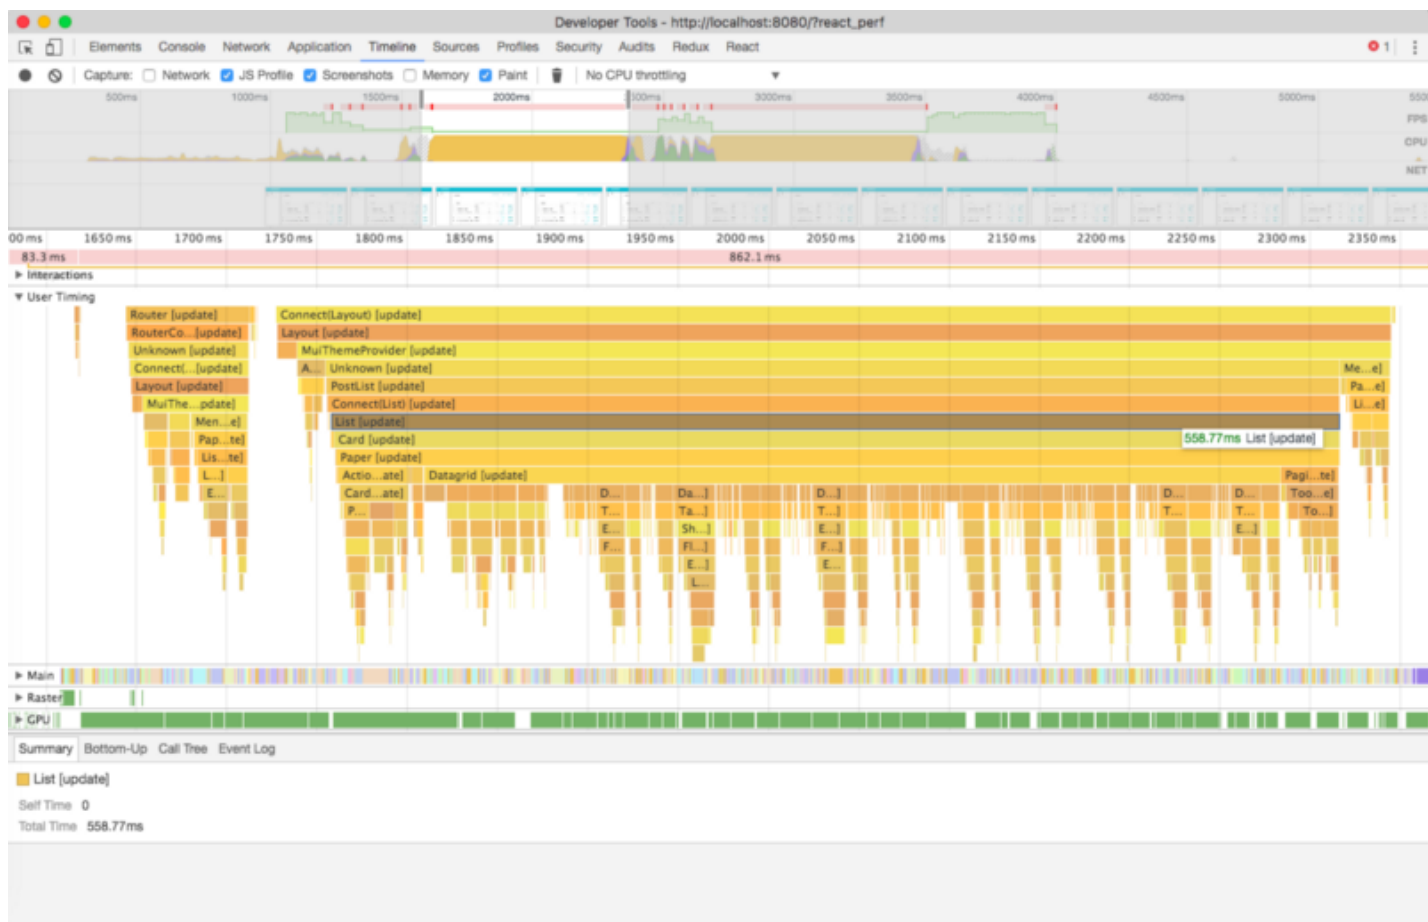 Developer Tools - http://localhost:8080/?react_perf
Elements Console Network Application Timeline Sources Profiles Security Audits Redux React 1
Capture: Network JS Profile Screenshots Memory Paint No CPU throttling
500ms 1000ms 1500ms 2000ms 3000ms 3500ms 4000ms 4500ms 5000ms
FPS
CPU
NET
00 ms 1650 ms 1700 ms 1750 ms 1800 ms 1850 ms 1900 ms 1950 ms 2000 ms 2050 ms 2100 ms 2150 ms 2200 ms 2250 ms 2300 ms 2350 ms
83.3 ms 862.1 ms
Interactions
User Timing
Router [update] Connect(Layout) [update]
RouterCo...[update] Layout [update]
Unknown [update] MuiThemeProvider [update]
Connect(...[update] A... Unknown [update] Me...e]
Layout [update] PostList [update] Pa...e]
MuiThe...pdate] Connect(List) [update] Li...e]
Men...e] List [update]
Pap...te] Card [update] 558.77ms List [update]
Lis...te] Paper [update]
L...] Actio...ate] Datagrid [update] Pagi...te]
E... Card...ate] D... Da...] D...] D... D... Too...e]
P... T... Ta...] T...] T... T... To...]
E... Sh...] E... E...]
F... Fl...] F...]
E...] E...
L...
Main
Raster
GPU
Summary Bottom-Up Call Tree Event Log
List [update]
Self Time 0
Total Time 558.77ms